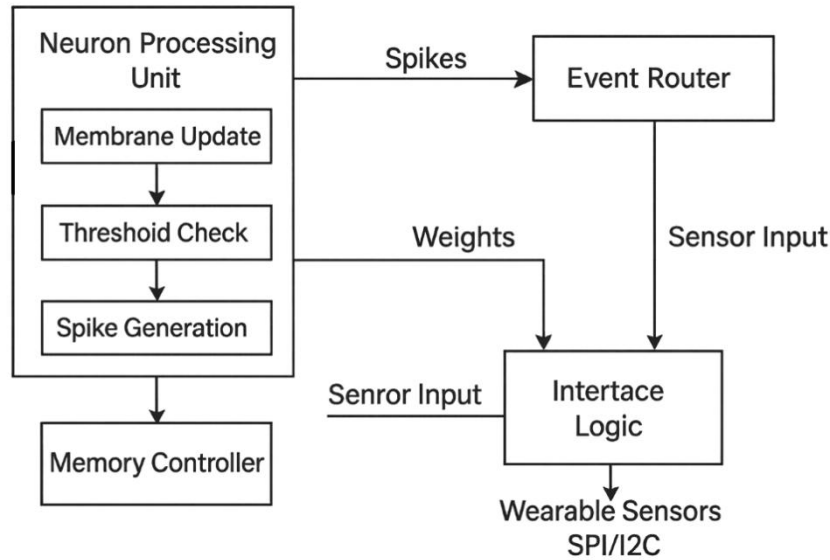 Neuron Processing
Unit
Membrane Update
Threshoid Check
Spike Generation
Memory Controller
Spikes
Event Router
Weights
Sensor Input
Senror Input
Intertace
Logic
Wearable Sensors
SPI/I2C